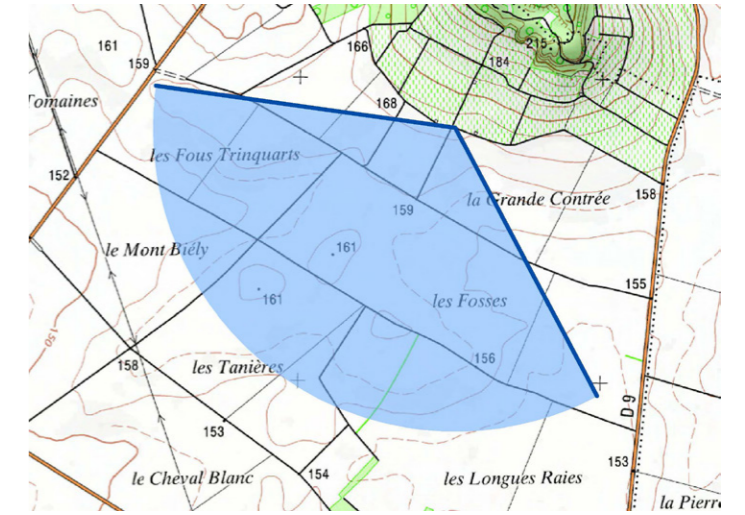 161
166
215
159
184
168
Tomaines
les Fous Trinquarts
152
la Grande Contrée
158
159
le Mont Biély
161
155
161
les Fosses
150
158
156
les Tanières
D 9
153
153
154
le Cheval Blanc
les Longues Raies
la Pierre